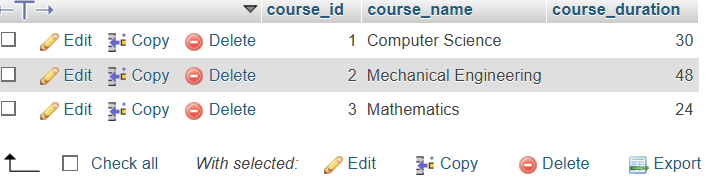 course_id course_name course_duration
Edit Copy Delete 1 Computer Science 30
Edit Copy Delete 2 Mechanical Engineering 48
Edit Copy Delete 3 Mathematics 24
Check all With selected: Edit Copy Delete Export